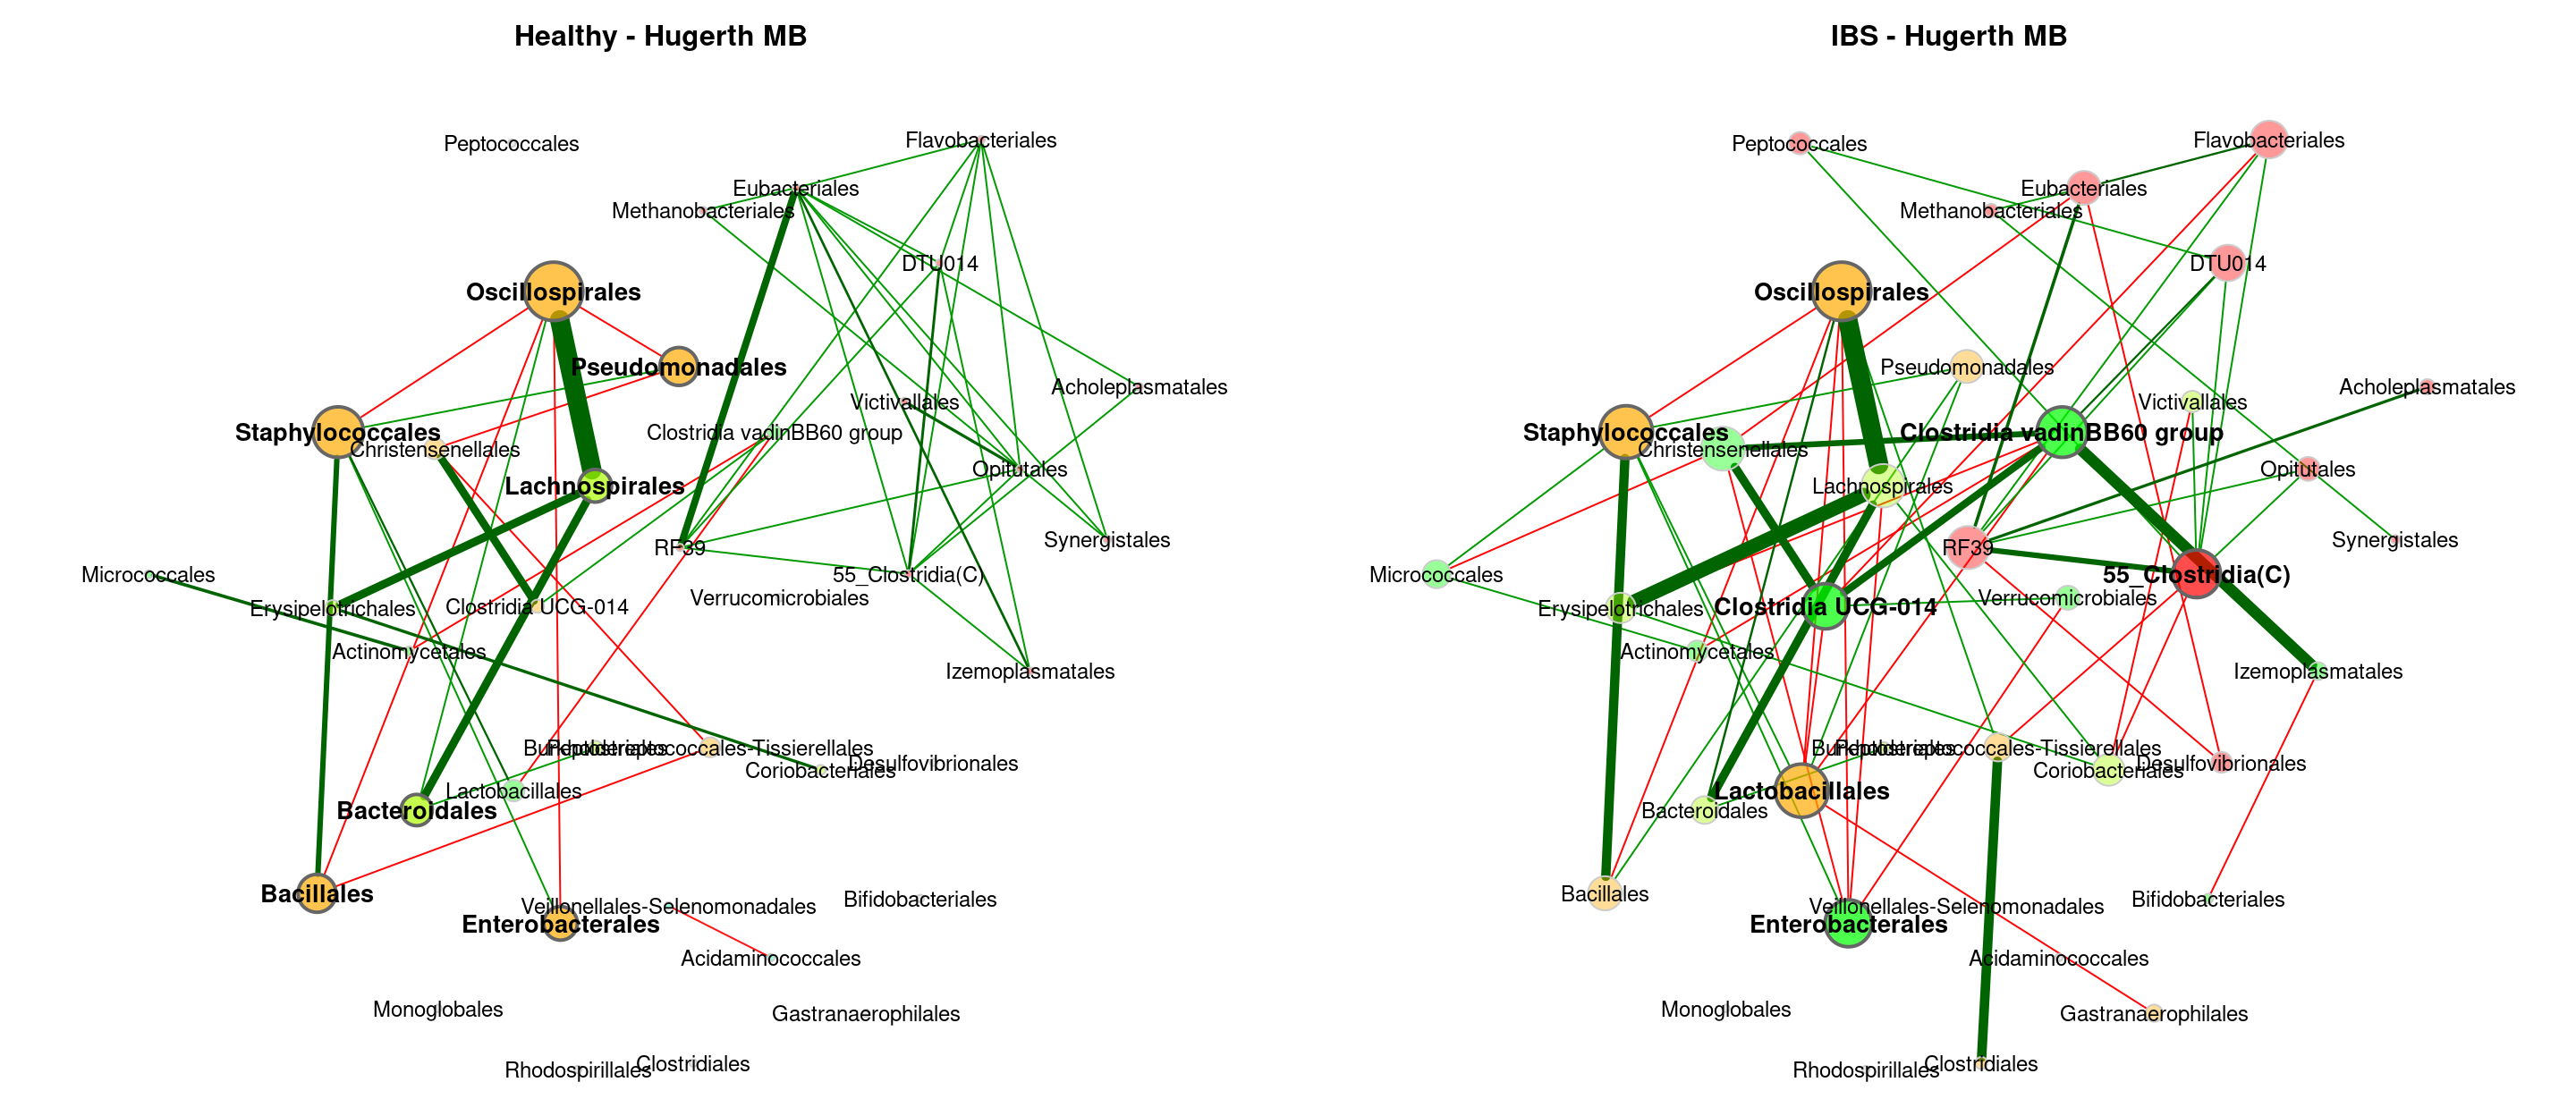 Healthy - Hugerth MB
Peptococcales
Flavobacteriales
Eubacteriales
Methanobacteriales
DTU014
Oscillospirales
Pseudomonadales
Acholeplasmatales
Victivallales
Staphylococcales
Clostridia vadinBB60 group
Christensenellales
Opitutales
Lachnospirales
Synergistales
RF39
Micrococcales
55_Clostridia(C)
Verrucomicrobiales
Erysipelotrichales
Clostridia UCG-014
Actinomycetales
Izemoplasmatales
Peptostreptococcales-Tissierellales
Desulfovibrionales
Coriobacteriales
Lactobacillales
Bacteroidales
Bacillales
Bifidobacteriales
Veillonellales-Selenomonadales
Enterobacterales
Acidaminococcales
Monoglobales
Gastranaerophilales
Clostridiales
Rhodospirillales
IBS - Hugerth MB
Peptococcales
Flavobacteriales
Eubacteriales
Methanobacteriales
DTU014
Oscillospirales
Pseudomonadales
Acholeplasmatales
Victivallales
Staphylococcales
Clostridia vadinBB60 group
Christensenellales
Opitutales
Lachnospirales
Synergistales
RF39
Micrococcales
55_Clostridia(C)
Verrucomicrobiales
Erysipelotrichales
Clostridia UCG-014
Actinomycetales
Izemoplasmatales
Peptostreptococcales-Tissierellales
Desulfovibrionales
Coriobacteriales
Lactobacillales
Bacteroidales
Bacillales
Bifidobacteriales
Veillonellales-Selenomonadales
Enterobacterales
Acidaminococcales
Monoglobales
Gastranaerophilales
Clostridiales
Rhodospirillales